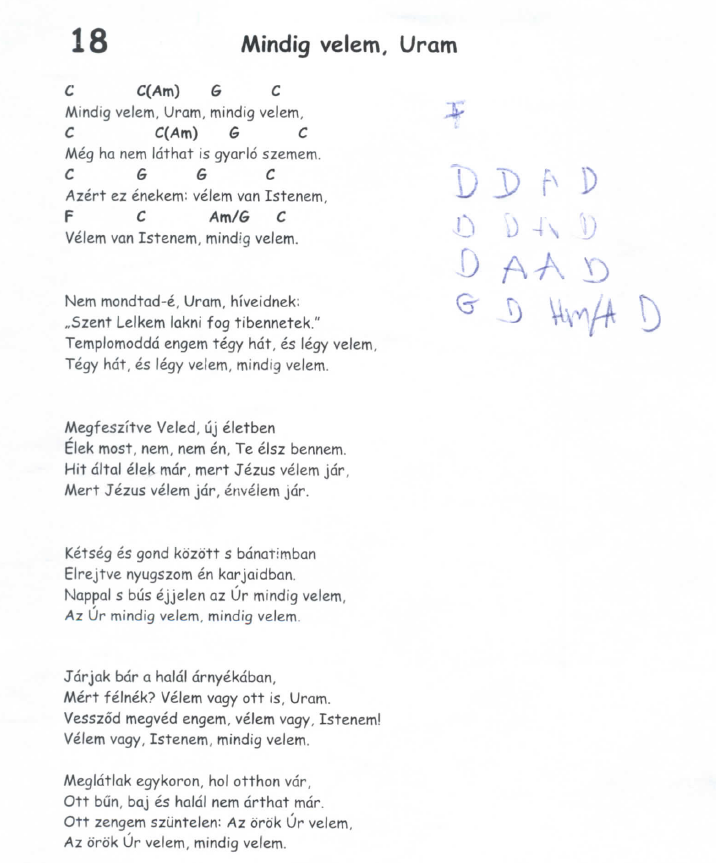 18 Mindig velem, Uram
C C(Am) G C
Mindig velem, Uram, mindig velem,
C C(Am) G C
Még ha nem láthat is gyarló szemem.
C G G C
Azért ez énekem: vélem van Istenem,
F C Am/G C
Vélem van Istenem, mindig velem.
D D A D
D D A D
D A A D
G D Hm/A D
Nem mondtad-é, Uram, híveidnek:
„Szent Lelkem lakni fog tibennetek.”
Templomoddá engem tégy hát, és légy velem,
Tégy hát, és légy velem, mindig velem.
Megfeszítve Veled, új életben
Élek most, nem, nem én, Te élsz bennem.
Hit által élek már, mert Jézus vélem jár,
Mert Jézus vélem jár, énvélem jár.
Kétség és gond között s bánatimban
Elrejtve nyugszom én karjaidban.
Nappal s bús éjjelen az Úr mindig velem,
Az Úr mindig velem, mindig velem.
Járjak bár a halál árnyékában,
Mért félnék? Vélem vagy ott is, Uram.
Vessződ megvéd engem, vélem vagy, Istenem!
Vélem vagy, Istenem, mindig velem.
Meglátlak egykoron, hol otthon vár,
Ott bűn, baj és halál nem árthat már.
Ott zengem szüntelen: Az örök Úr velem,
Az örök Úr velem, mindig velem.